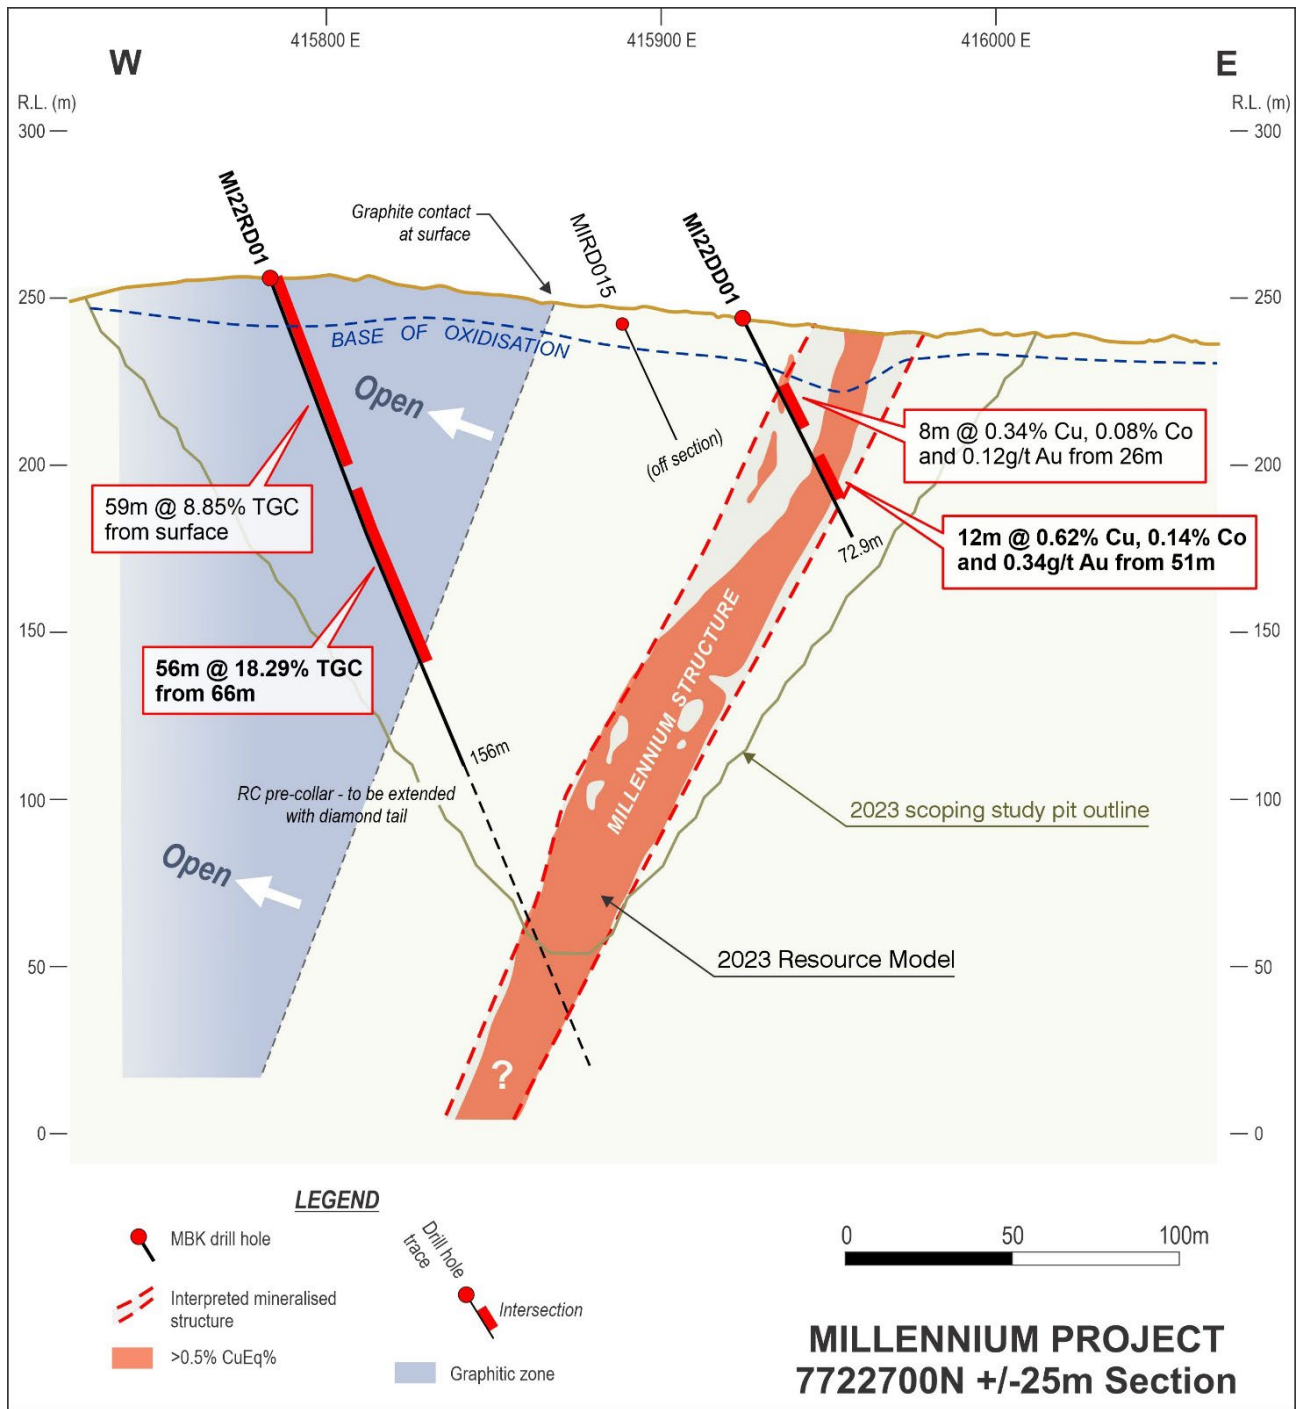 415800 E
415900 E
416000 E
W
E
R.L. (m)
R.L. (m)
300
300
MI22RD01
Graphite contact
at surface
MIRD015
MI22DD01
250
250
BASE OF OXIDISATION
Open
(off section)
8m @ 0.34% Cu, 0.08% Co
and 0.12g/t Au from 26m
200
200
59m @ 8.85% TGC
from surface
12m @ 0.62% Cu, 0.14% Co
and 0.34g/t Au from 51m
72.9m
150
150
56m @ 18.29% TGC
from 66m
MILLENNIUM STRUCTURE
156m
RC pre-collar - to be extended
with diamond tail
100
100
2023 scoping study pit outline
Open
2023 Resource Model
50
50
?
0
0
LEGEND
MBK drill hole
Interpreted mineralised
structure
>0.5% CuEq%
Drill hole
trace
Intersection
Graphitic zone
0
50
100m
MILLENNIUM PROJECT
7722700N +/-25m Section